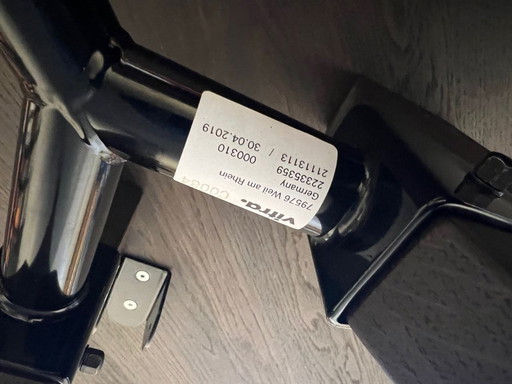 vitra.
79576 Weil am Rhein
Germany
22335359 000310
21113113 / 30.04.2019